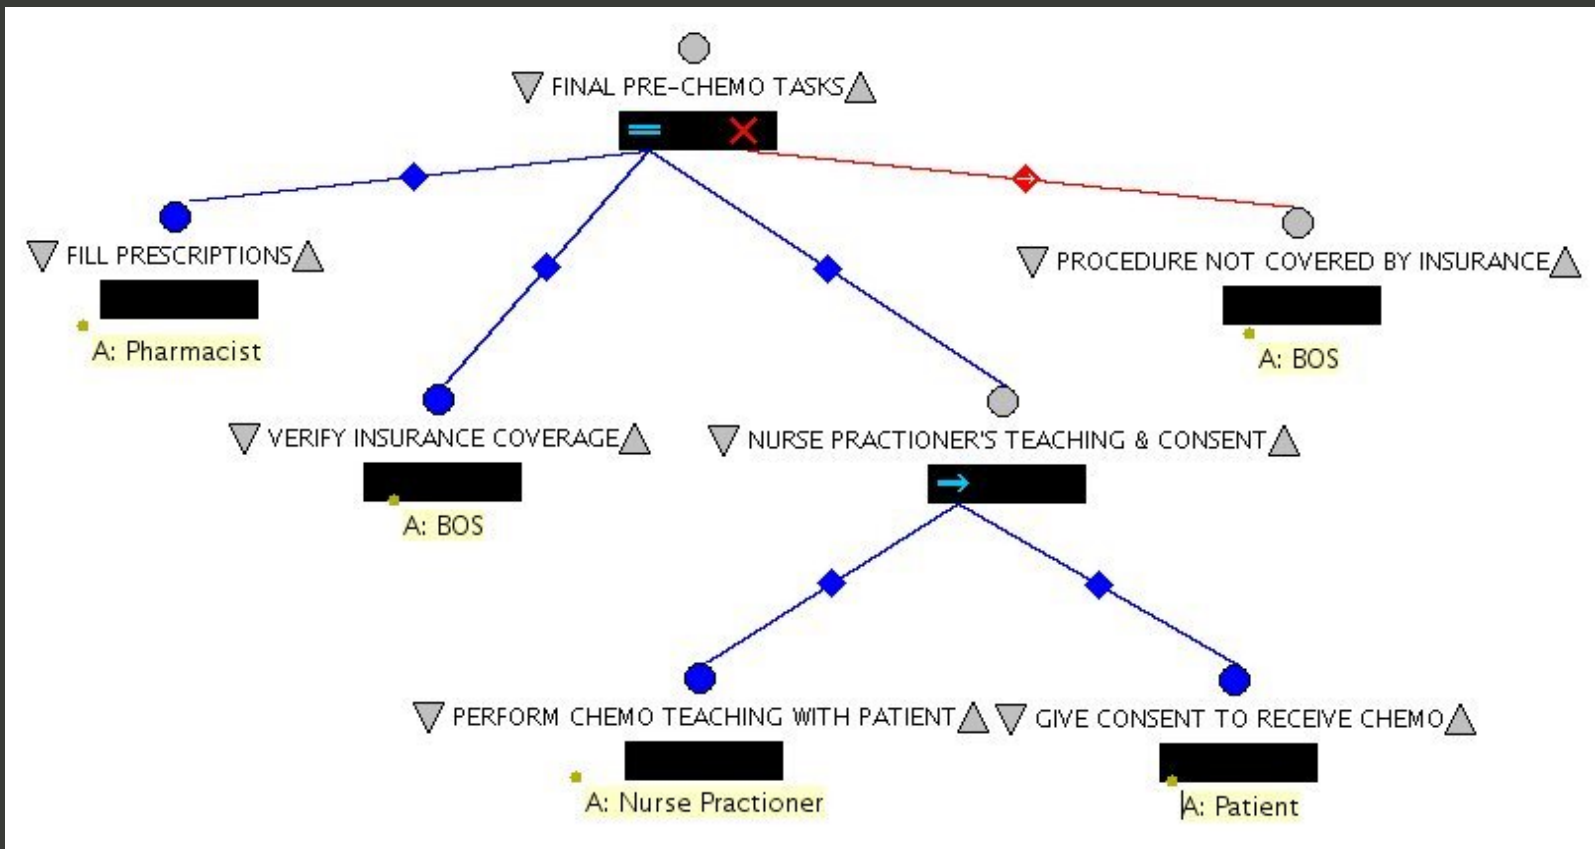 FINAL PRE-CHEMO TASKS
FILL PRESCRIPTIONS
A: Pharmacist
PROCEDURE NOT COVERED BY INSURANCE
A: BOS
VERIFY INSURANCE COVERAGE
A: BOS
NURSE PRACTIONER'S TEACHING & CONSENT
PERFORM CHEMO TEACHING WITH PATIENT
A: Nurse Practioner
GIVE CONSENT TO RECEIVE CHEMO
A: Patient